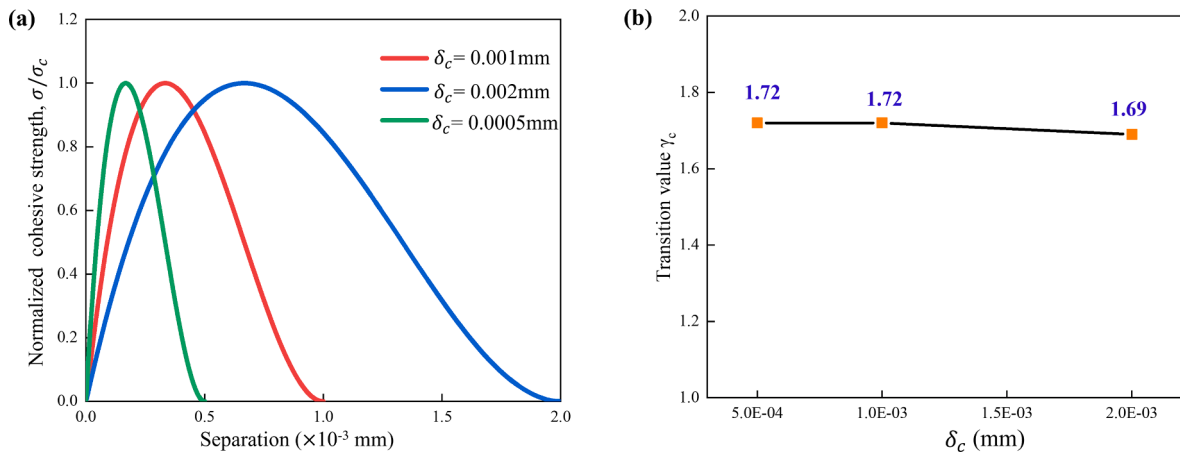 (a)
1.2
1.0
0.8
0.6
0.4
0.2
0.0
Normalized cohesive strength, σ/σc
δc= 0.001mm
δc= 0.002mm
δc= 0.0005mm
0.0 0.5 1.0 1.5 2.0
Separation (×10⁻³ mm)
(b)
2.0
1.8
1.6
1.4
1.2
1.0
Transition value γc
1.72
1.72
1.69
5.0E-04 1.0E-03 1.5E-03 2.0E-03
δc (mm)